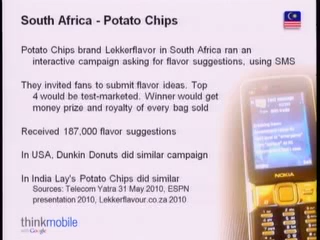 South Africa - Potato Chips
Potato Chips brand Lekkerflavor in South Africa ran an
interactive campaign asking for flavor suggestions, using SMS
They invited fans to submit flavor ideas. Top
4 would be test-marketed. Winner would get
money prize and royalty of every bag sold
Received 187,000 flavor suggestions
In USA, Dunkin Donuts did similar campaign
In India Lay's Potato Chips did similar
Sources: Telecom Yatra 31 May 2010, ESPN
presentation 2010, Lekkerflavour.co.za 2010
NOKIA
thinkmobile
with Google